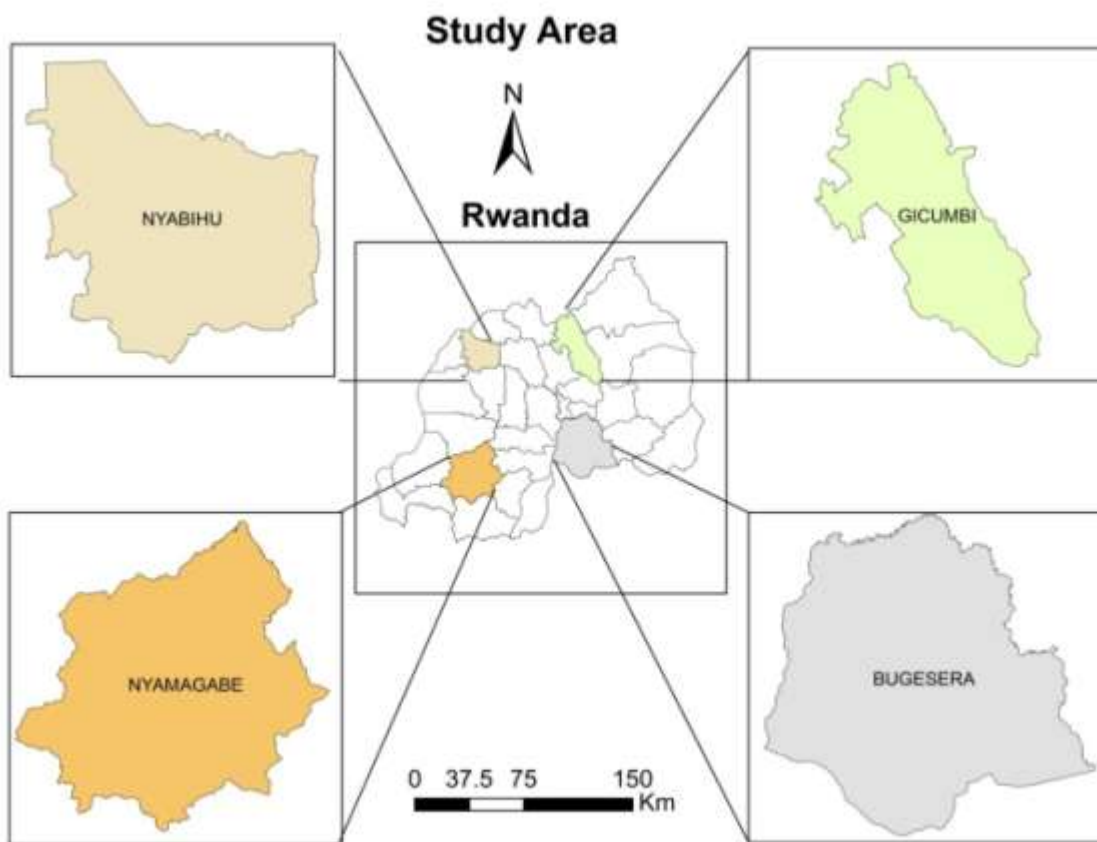 Study Area
N
Rwanda
NYABIHU
GICUMBI
NYAMAGABE
BUGESERA
0 37.5 75 150
Km